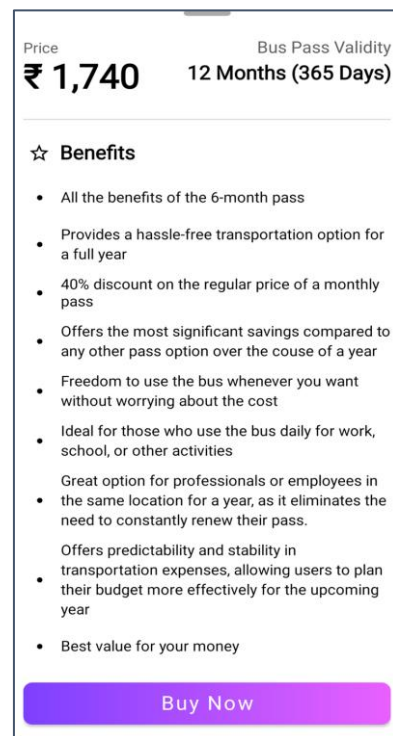 Price
Bus Pass Validity
₹ 1,740
12 Months (365 Days)
Benefits
• All the benefits of the 6-month pass
• Provides a hassle-free transportation option for
a full year
• 40% discount on the regular price of a monthly
pass
• Offers the most significant savings compared to
any other pass option over the couse of a year
• Freedom to use the bus whenever you want
without worrying about the cost
• Ideal for those who use the bus daily for work,
school, or other activities
• Great option for professionals or employees in
the same location for a year, as it eliminates the
need to constantly renew their pass.
• Offers predictability and stability in
transportation expenses, allowing users to plan
their budget more effectively for the upcoming
year
• Best value for your money
Buy Now